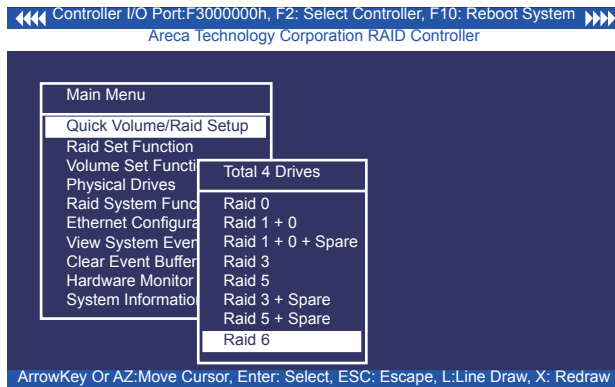 Controller I/O Port:F3000000h, F2: Select Controller, F10: Reboot System
Areca Technology Corporation RAID Controller
Main Menu
Quick Volume/Raid Setup
Raid Set Function
Volume Set Functi
Physical Drives
Raid System Func
Ethernet Configura
View System Even
Clear Event Buffer
Hardware Monitor
System Informatio
Total 4 Drives
Raid 0
Raid 1 + 0
Raid 1 + 0 + Spare
Raid 3
Raid 5
Raid 3 + Spare
Raid 5 + Spare
Raid 6
ArrowKey Or AZ:Move Cursor, Enter: Select, ESC: Escape, L:Line Draw, X: Redraw